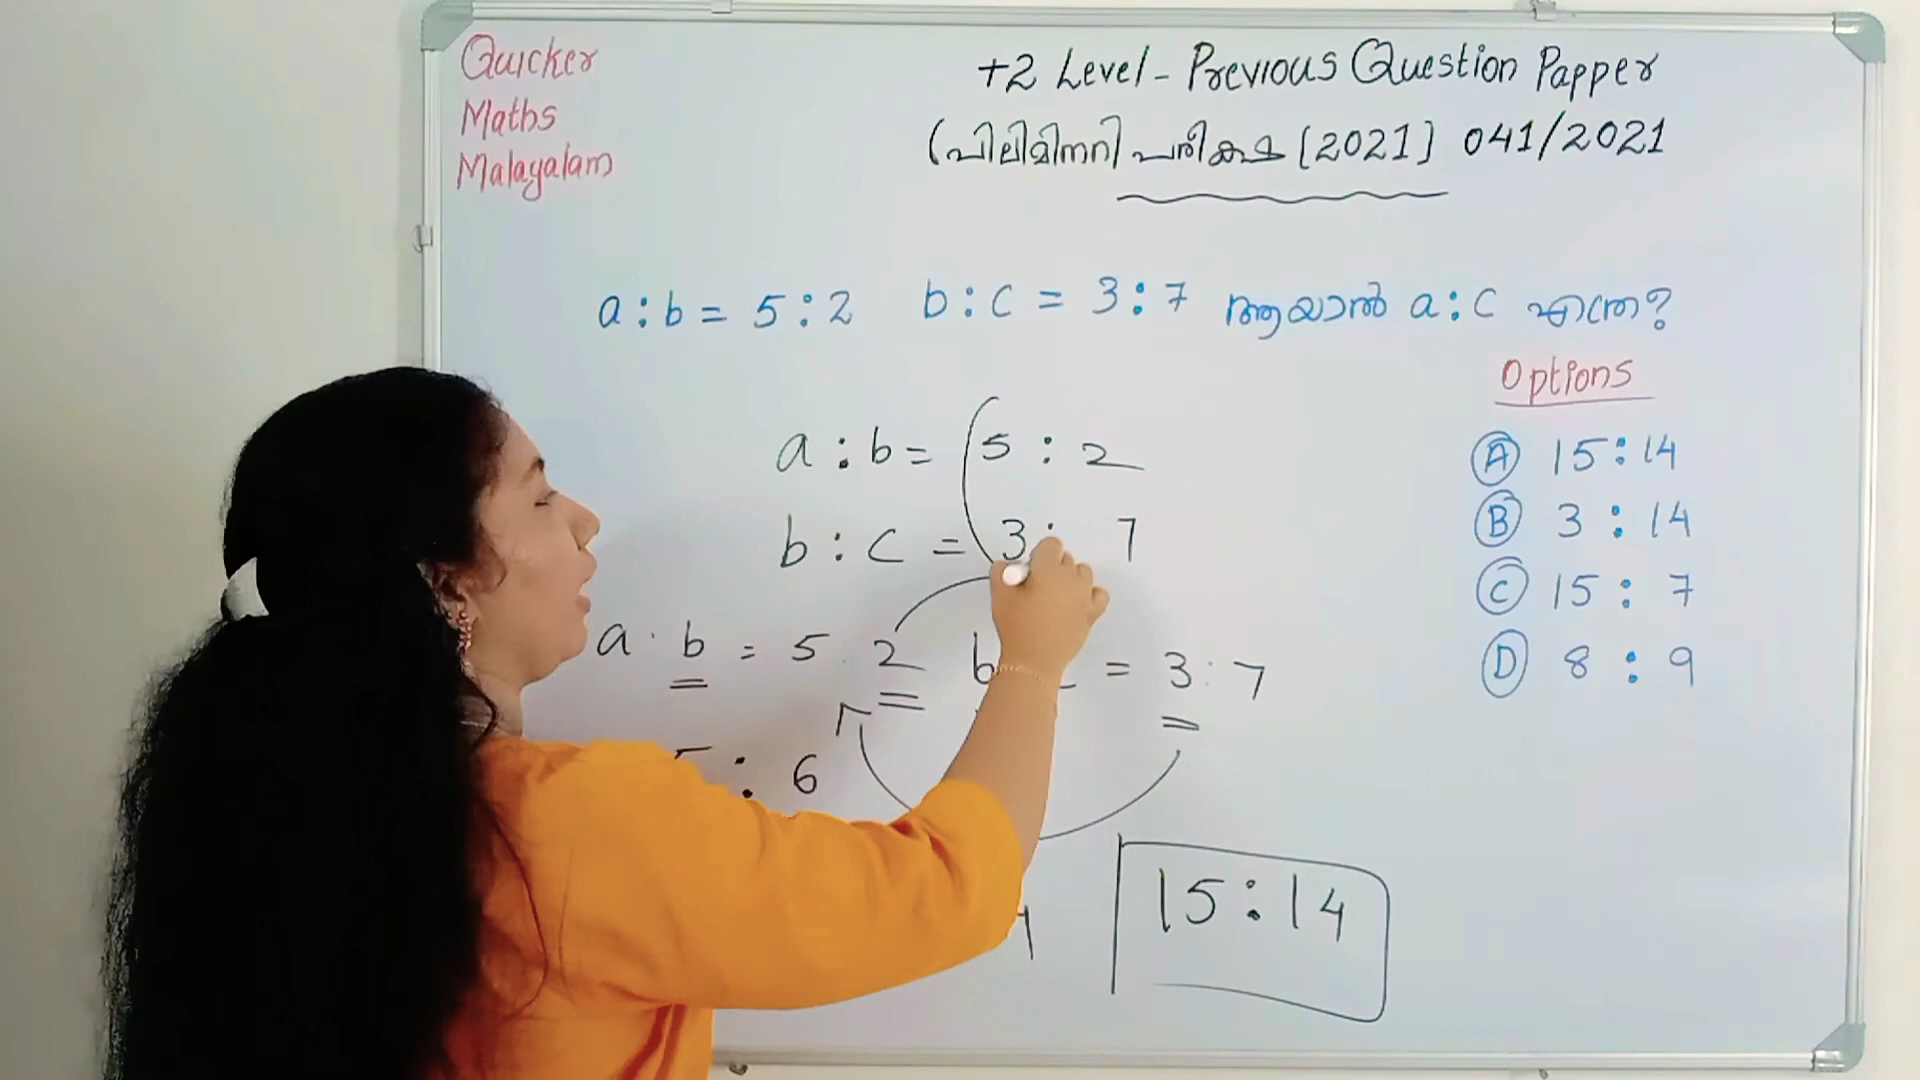 Quicker
Maths
Malayalam
+2 Level - Previous Question Papper
(പിലിമിനറി പരീക്ഷ [2021] 041/2021
a:b = 5:2 b:c = 3:7 ആയാൽ a:c എത്ര?
Options
Ⓐ 15:14
Ⓑ 3:14
Ⓒ 15:7
Ⓓ 8:9
a:b = (5:2
b:c = 3:7
a b = 5 2 b = 3:7
: 6
15:14